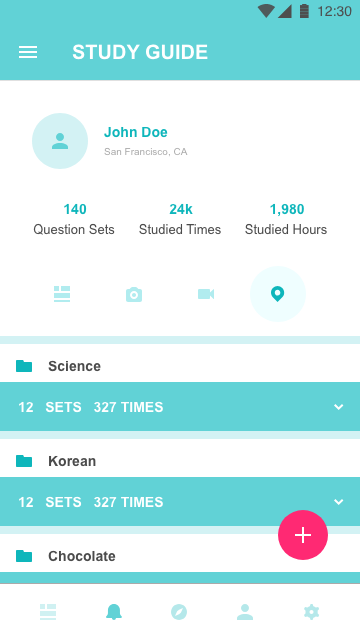 12:30
STUDY GUIDE
John Doe
San Francisco, CA
140 24k 1,980
Question Sets Studied Times Studied Hours
Science
12 SETS 327 TIMES
Korean
12 SETS 327 TIMES
Chocolate